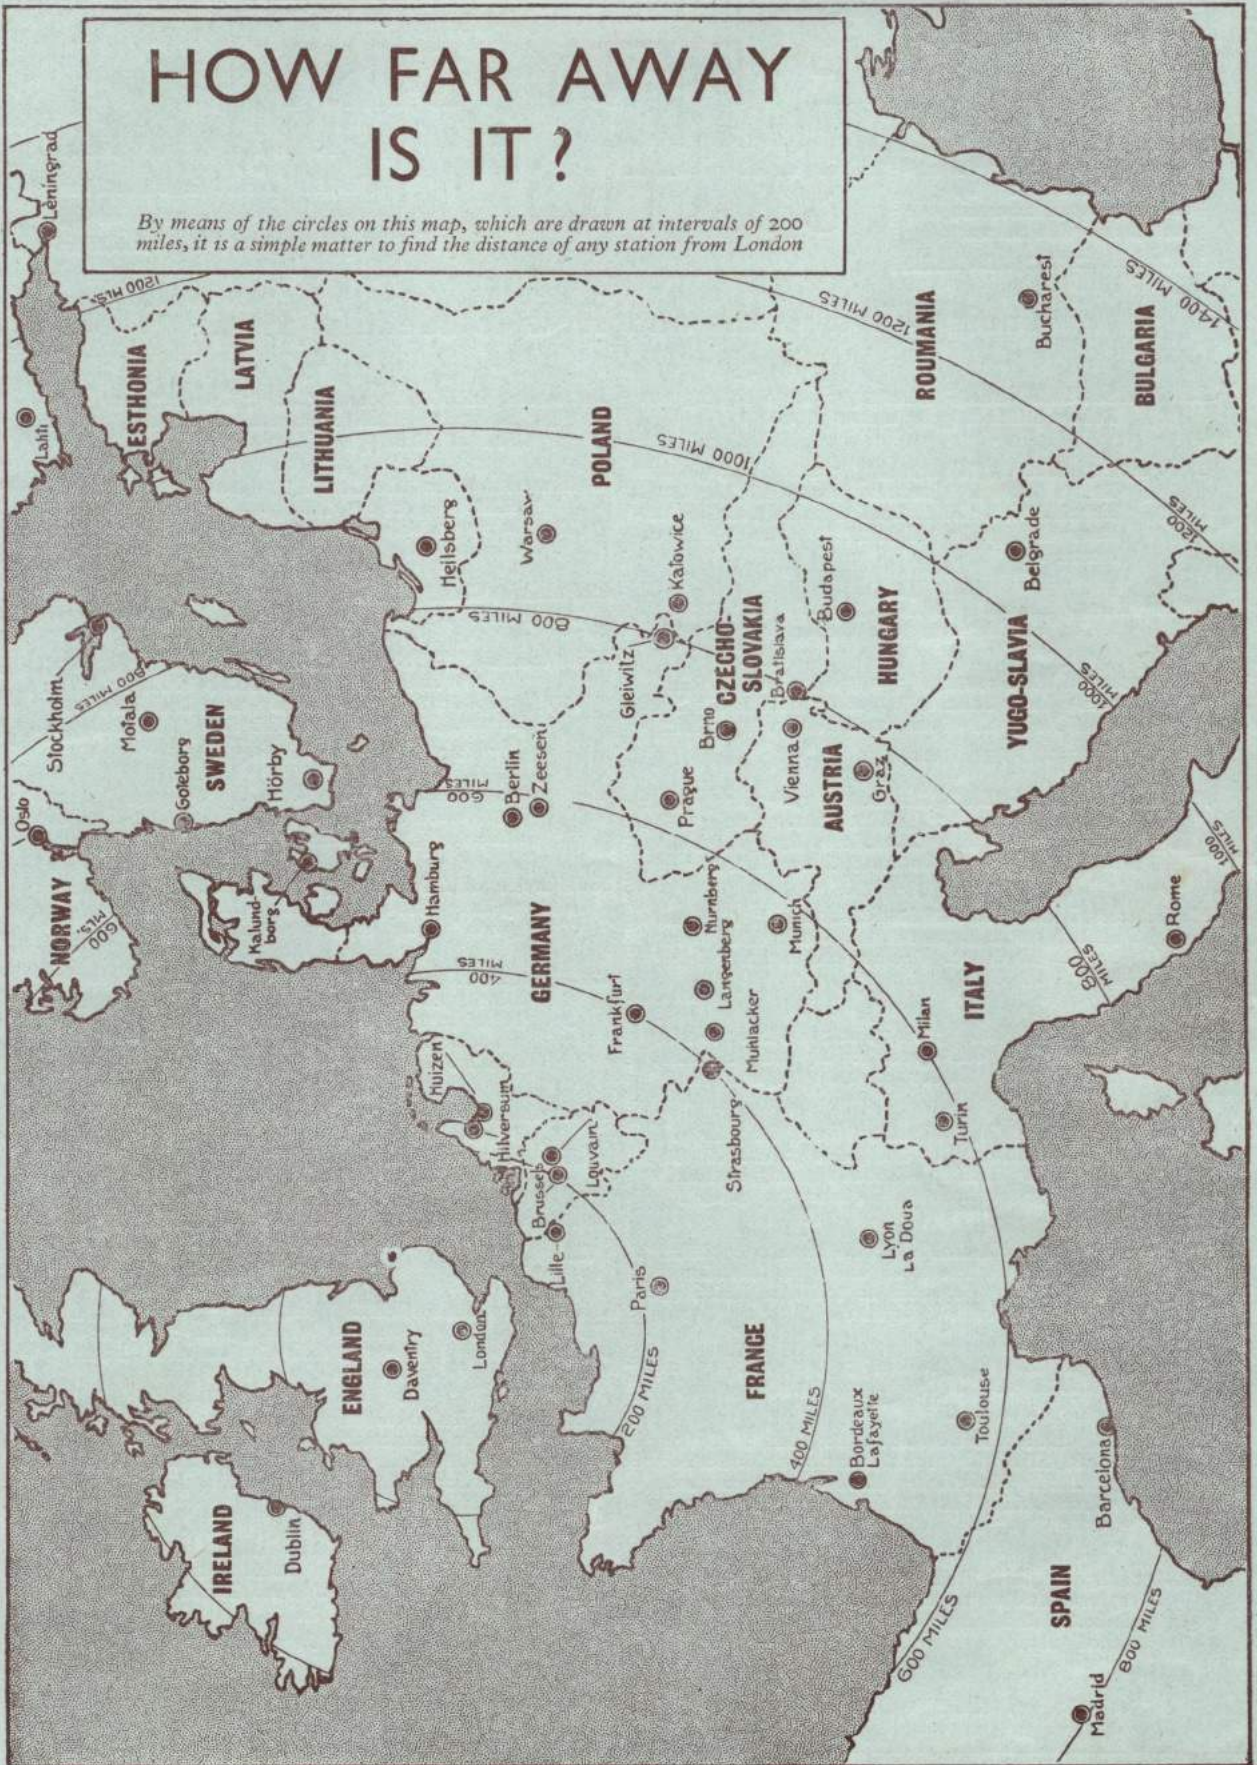 HOW FAR AWAY
IS IT?
By means of the circles on this map, which are drawn at intervals of 200
miles, it is a simple matter to find the distance of any station from London
Leningrad
1200 MLS.
Lahti
ESTHONIA
LATVIA
LITHUANIA
POLAND
1000 MILES
1200 MILES
ROUMANIA
Bucharest
1400 MILES
BULGARIA
Heilsberg
Warsaw
Katowice
Gleiwitz
800 MILES
CZECHO-
SLOVAKIA
Bratislava
Budapest
HUNGARY
Belgrade
1200
MILES
YUGO-SLAVIA
1000
MILES
Stockholm
800 MILES
Motala
SWEDEN
Goteborg
Hörby
Oslo
NORWAY
600
MLS.
Kalund-
borg
Hamburg
600
MILES
Berlin
Zeesen
Prague
Brno
Vienna
AUSTRIA
Graz
GERMANY
400
MILES
Frankfurt
Nurnberg
Langenberg
Muhlacker
Munich
Strasbourg
ITALY
Milan
Turin
800
MILES
Rome
1000
MILES
Huizen
Hilversum
Brussels
Louvain
Lille
Paris
200 MILES
FRANCE
400 MILES
Lyon
La Doua
Bordeaux
Lafayette
Toulouse
600 MILES
ENGLAND
Daventry
London
IRELAND
Dublin
Barcelona
SPAIN
800 MILES
Madrid